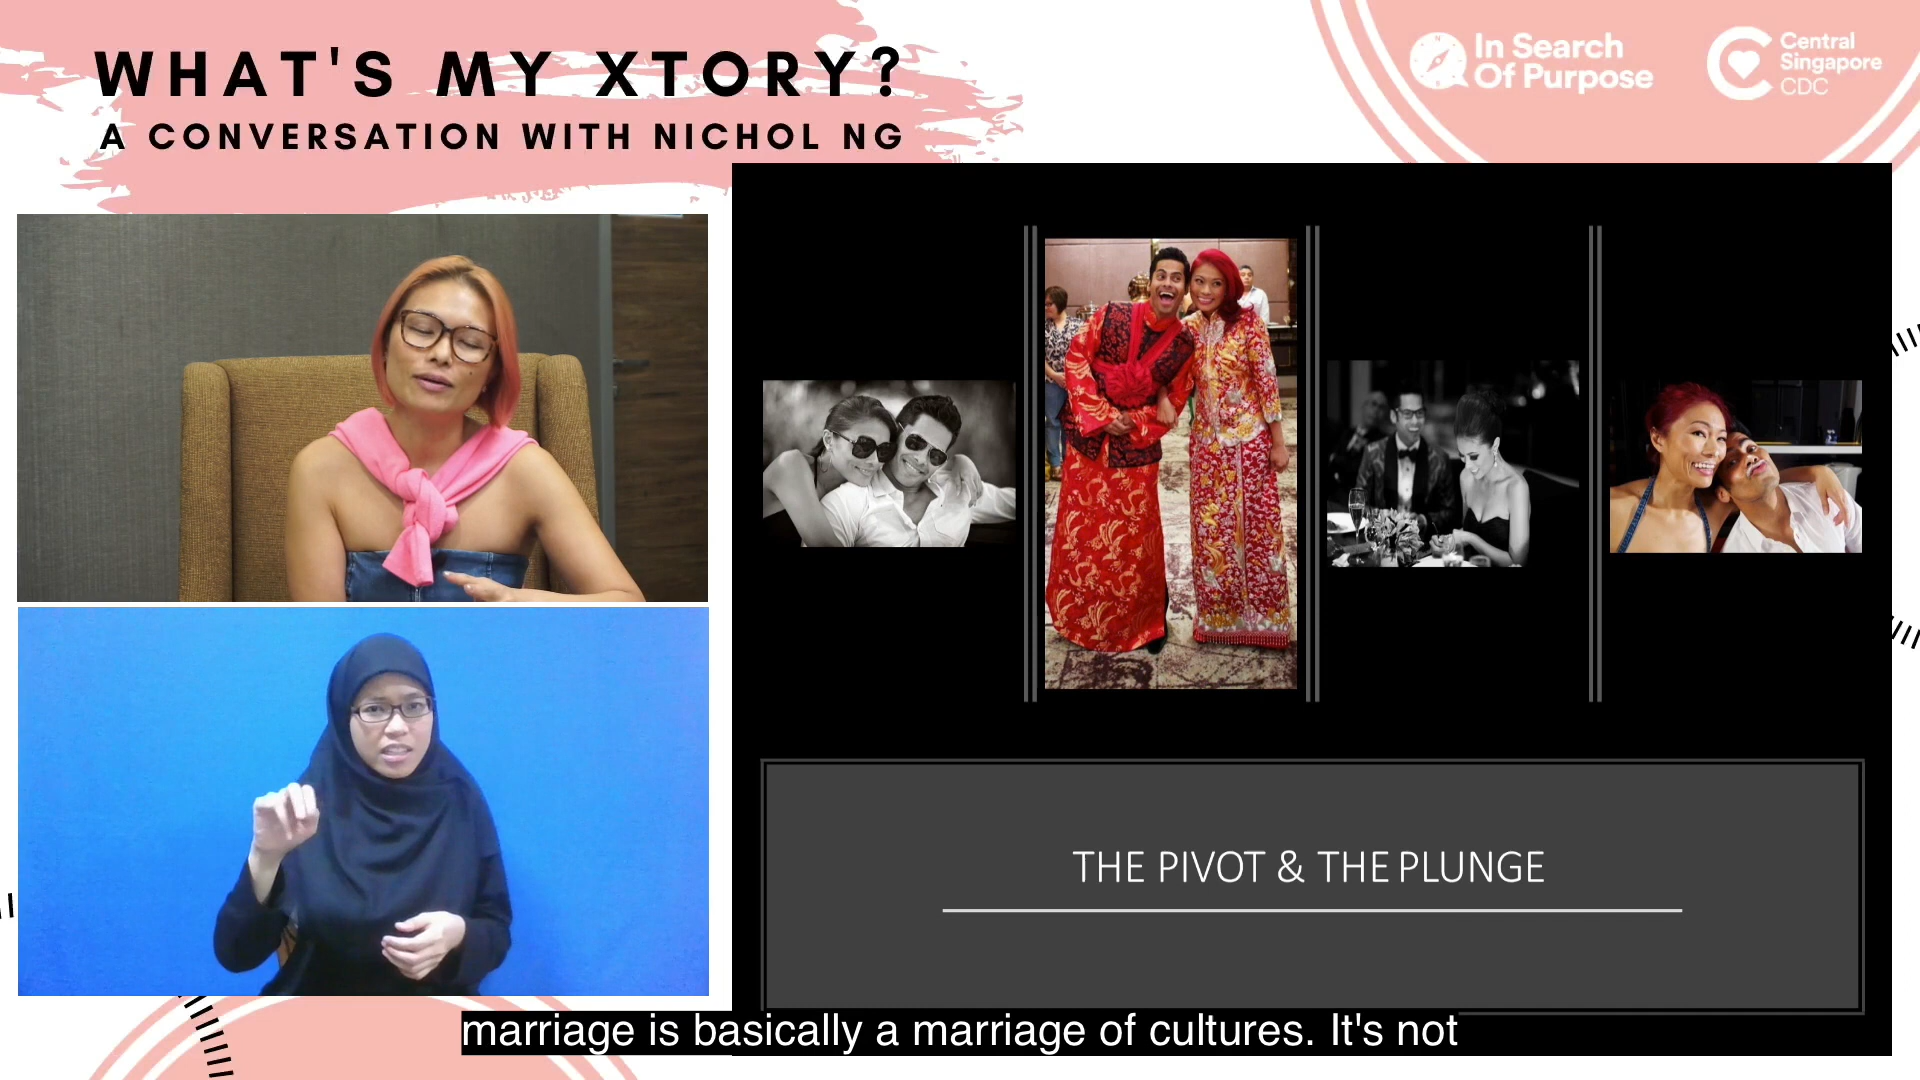 WHAT'S MY XTORY?
A CONVERSATION WITH NICHOL NG
In Search
Of Purpose
Central
Singapore
CDC
THE PIVOT & THE PLUNGE
marriage is basically a marriage of cultures. It's not